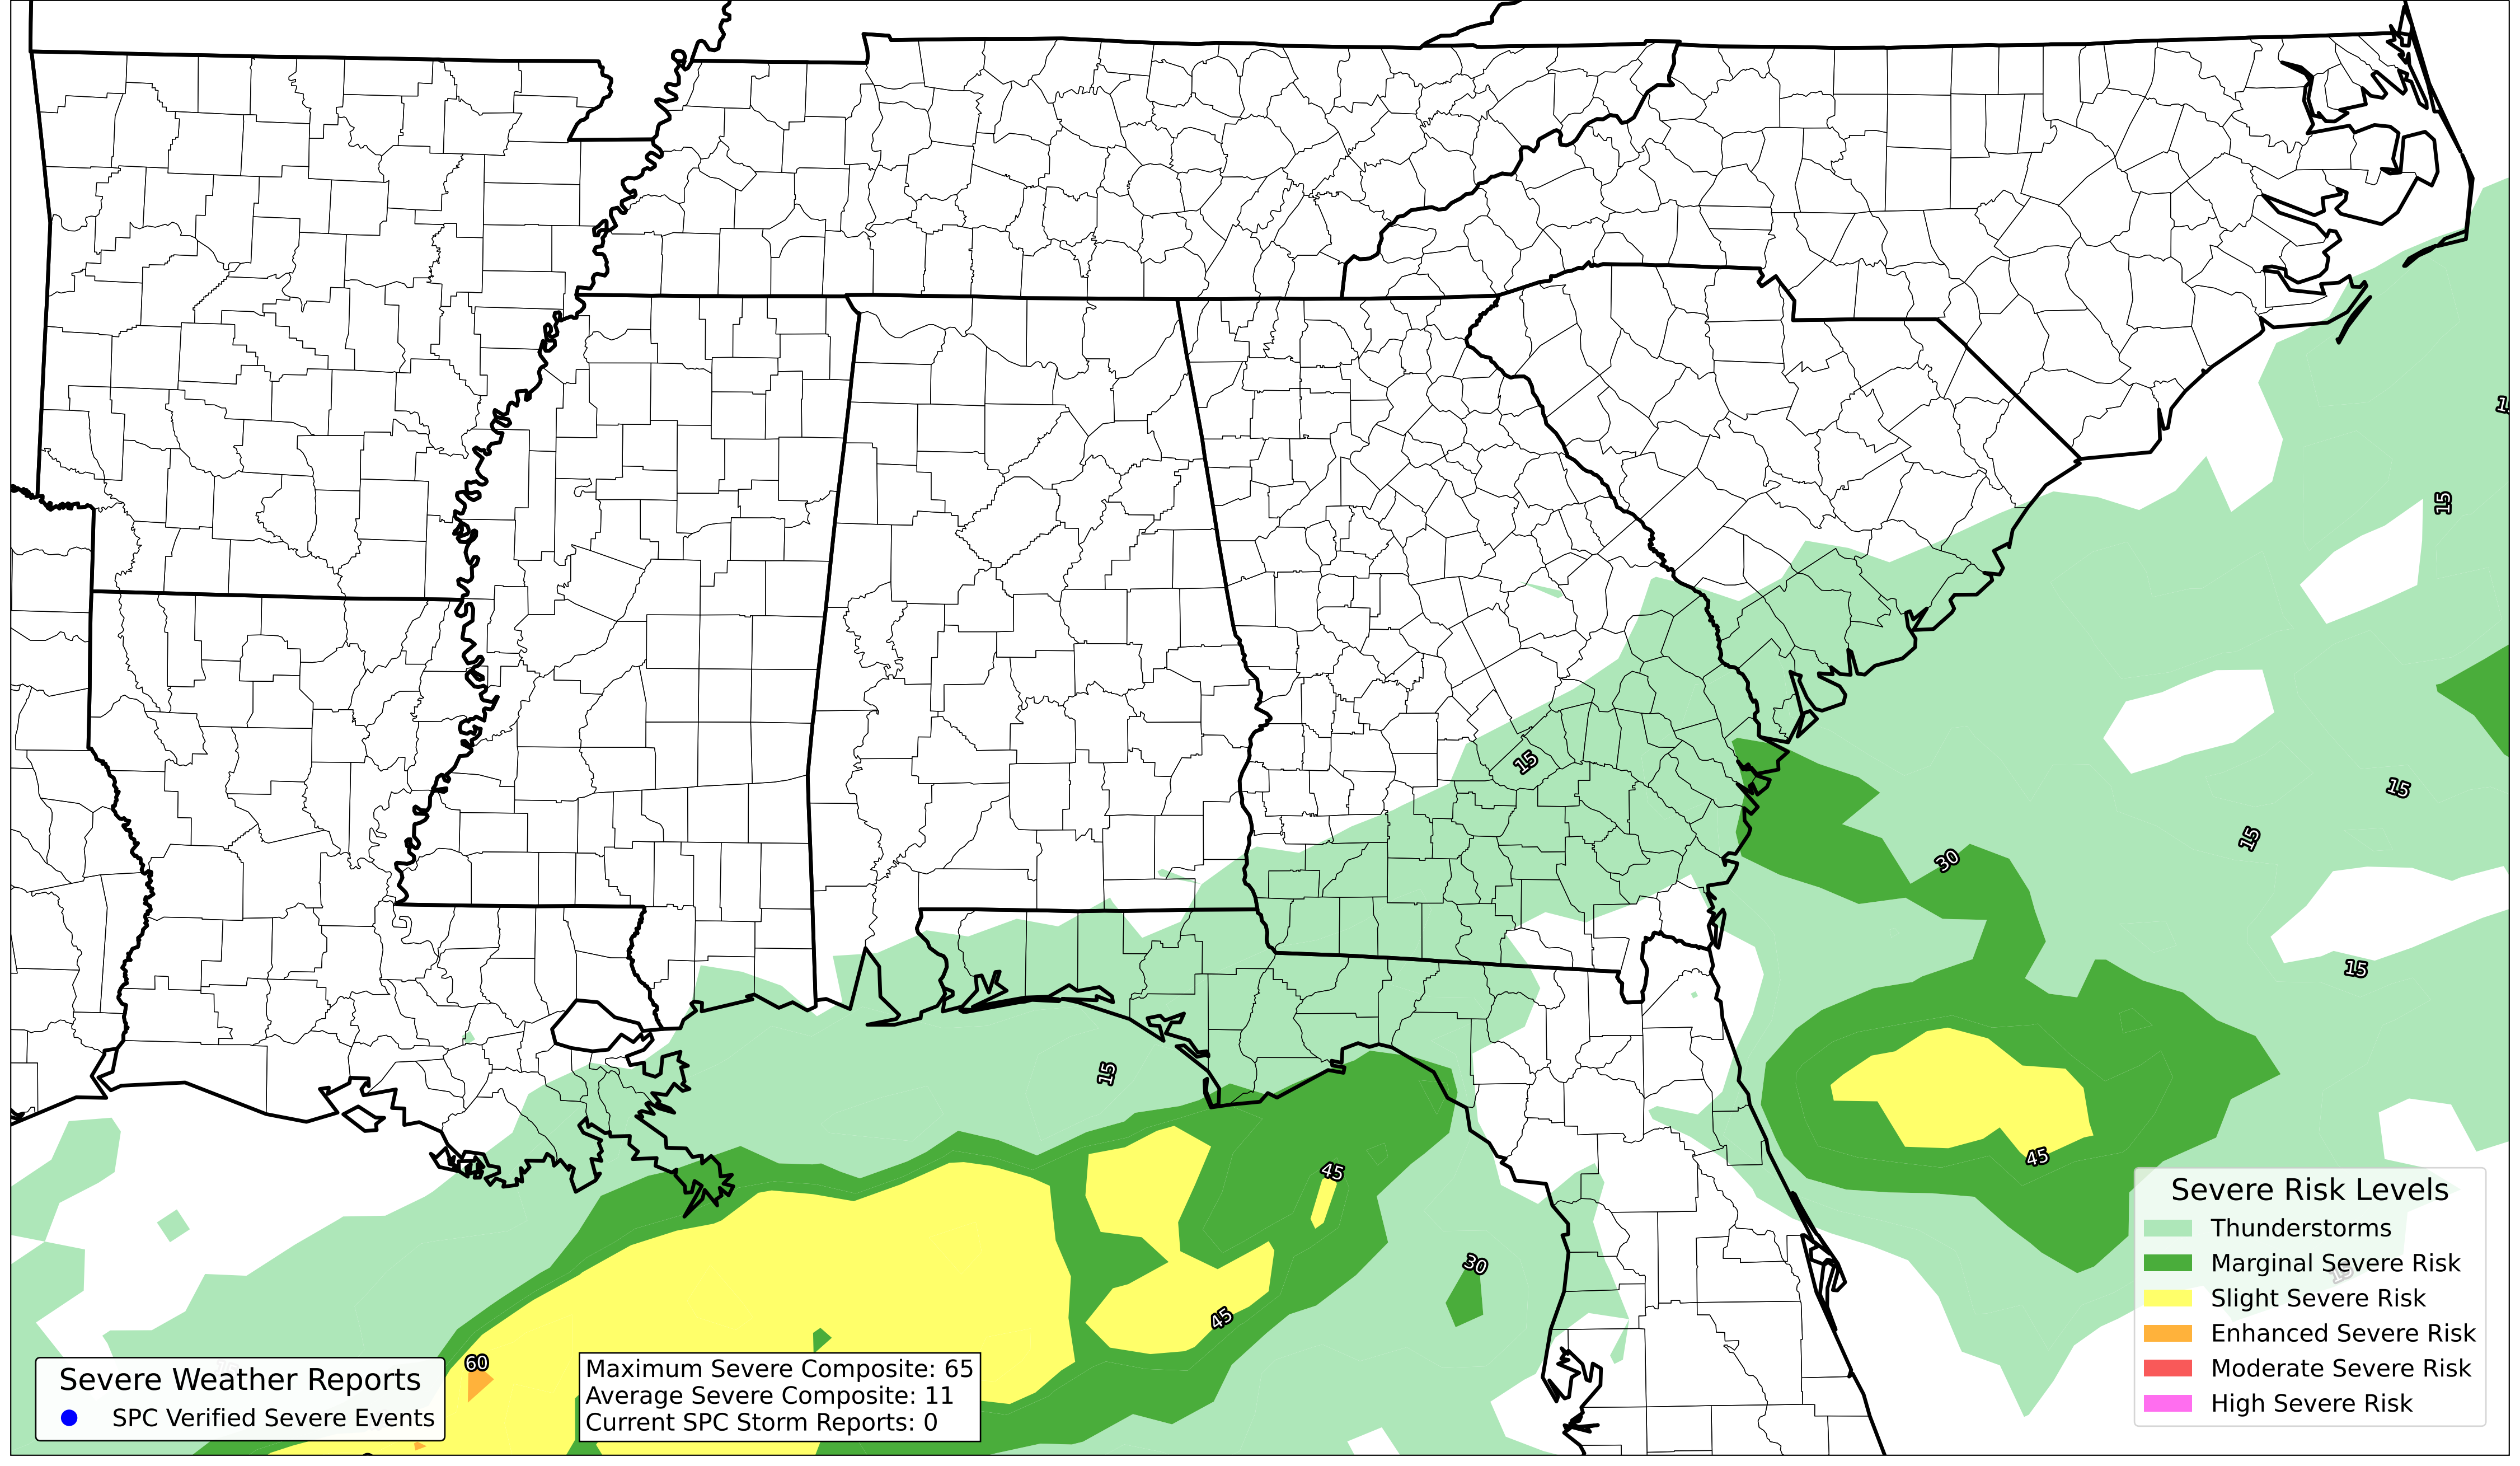 15
15
15
15
30
15
15
15
45
45
30
15
45
60
Severe Risk Levels
Thunderstorms
Marginal Severe Risk
Slight Severe Risk
Enhanced Severe Risk
Moderate Severe Risk
High Severe Risk
Severe Weather Reports
SPC Verified Severe Events
Maximum Severe Composite: 65
Average Severe Composite: 11
Current SPC Storm Reports: 0